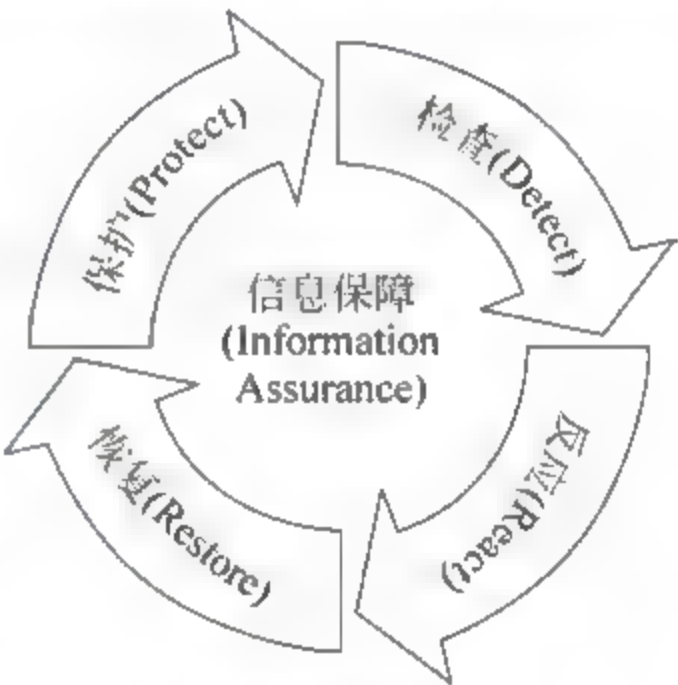 保护(Protect)
检查(Detect)
信息保障
(Information
Assurance)
恢复(Restore)
反应(React)